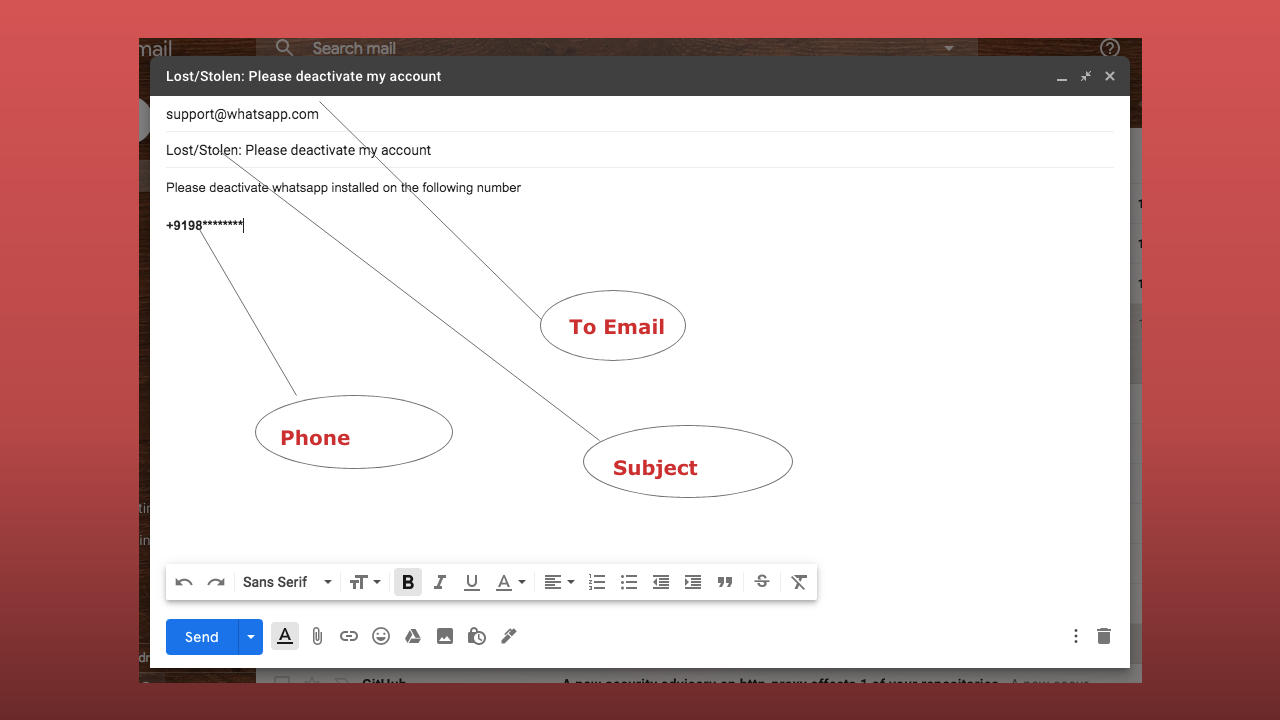 mail
Search mail
Lost/Stolen: Please deactivate my account
support@whatsapp.com
Lost/Stolen: Please deactivate my account
Please deactivate whatsapp installed on the following number
+9198********
To Email
Phone
Subject
Sans Serif
Send
GitHub
A new security advisory on http-proxy affects 1 of your repositories